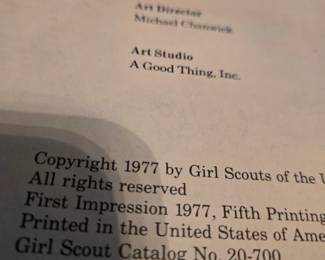 Art Director
Michael Chanwick
Art Studio
A Good Thing, Inc.
Copyright 1977 by Girl Scouts of the
All rights reserved
First Impression 1977, Fifth Printing
Printed in the United States of Ame
Girl Scout Catalog No. 20-700